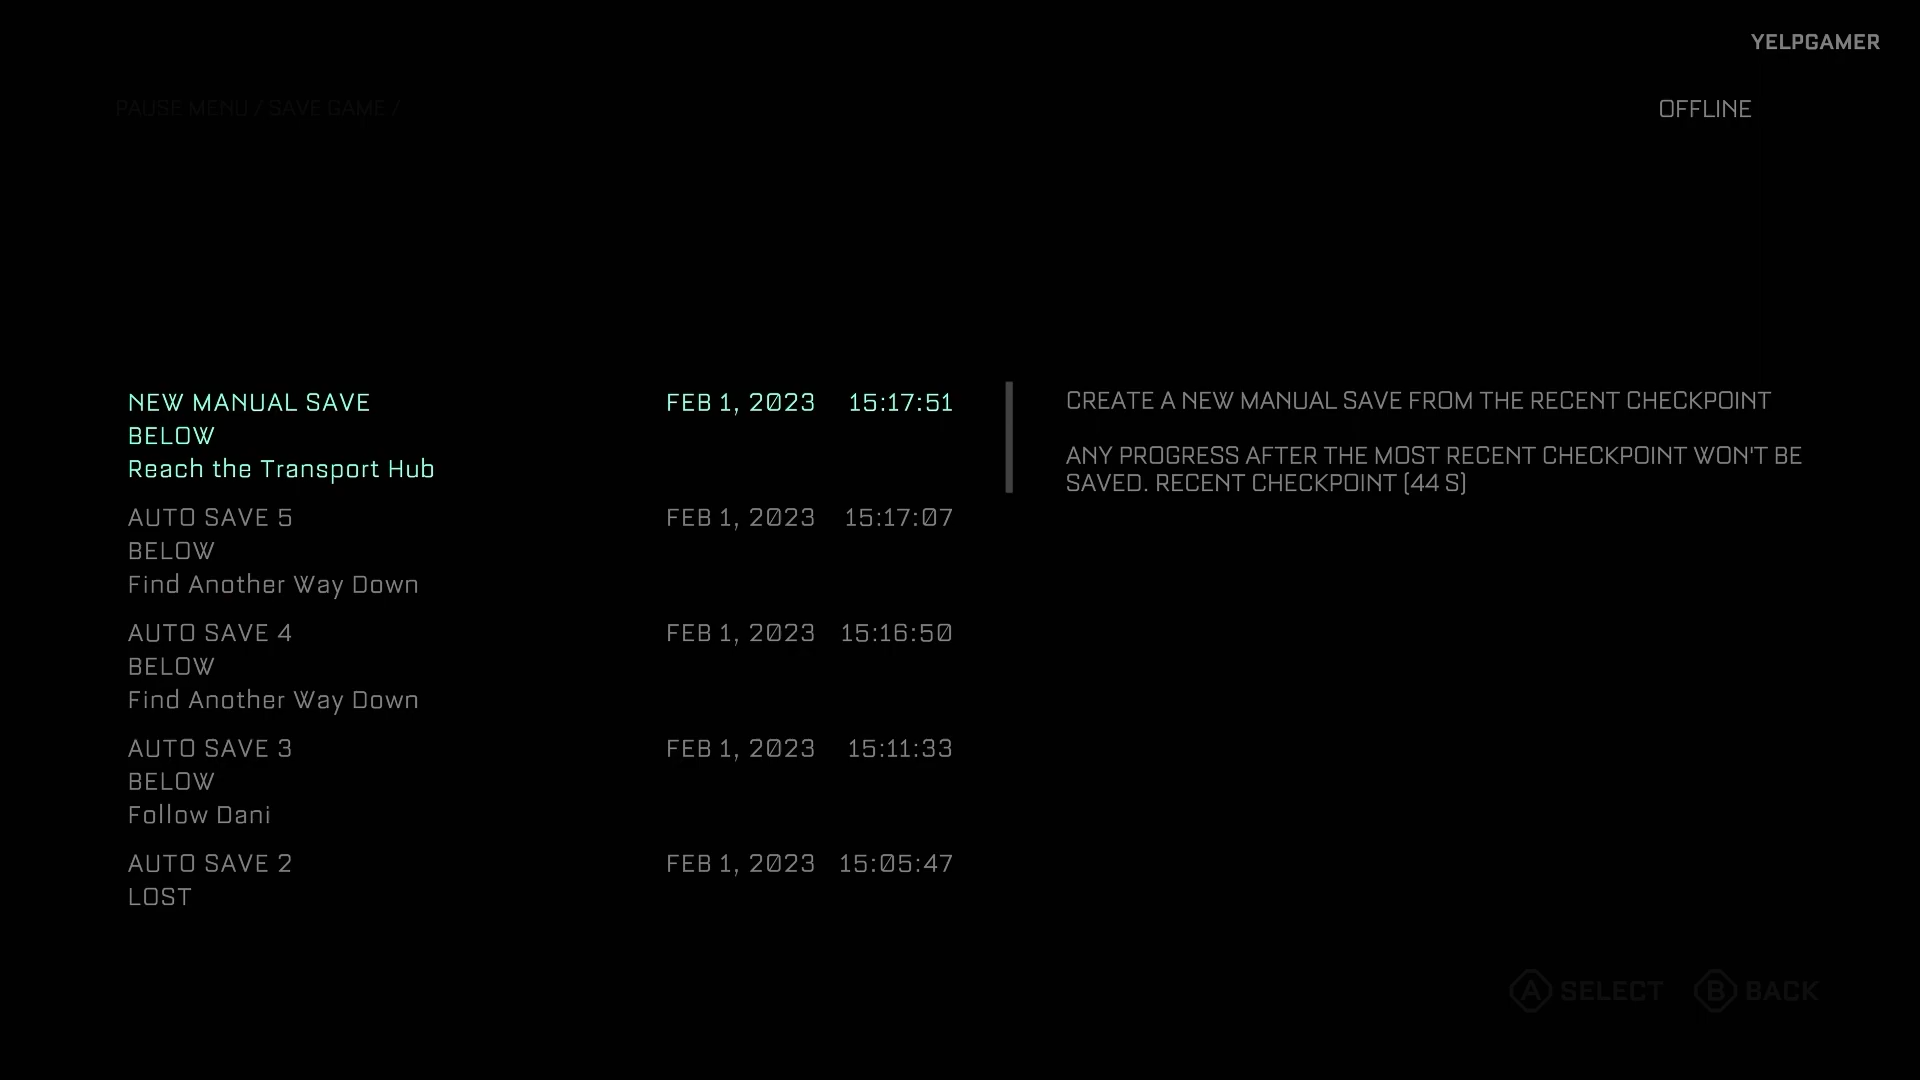 YELPGAMER
PAUSE MENU / SAVE GAME /
OFFLINE
NEW MANUAL SAVE FEB 1, 2023 15:17:51
BELOW
Reach the Transport Hub
AUTO SAVE 5 FEB 1, 2023 15:17:07
BELOW
Find Another Way Down
AUTO SAVE 4 FEB 1, 2023 15:16:50
BELOW
Find Another Way Down
AUTO SAVE 3 FEB 1, 2023 15:11:33
BELOW
Follow Dani
AUTO SAVE 2 FEB 1, 2023 15:05:47
LOST
CREATE A NEW MANUAL SAVE FROM THE RECENT CHECKPOINT
ANY PROGRESS AFTER THE MOST RECENT CHECKPOINT WON'T BE
SAVED. RECENT CHECKPOINT (44 S)
A SELECT B BACK